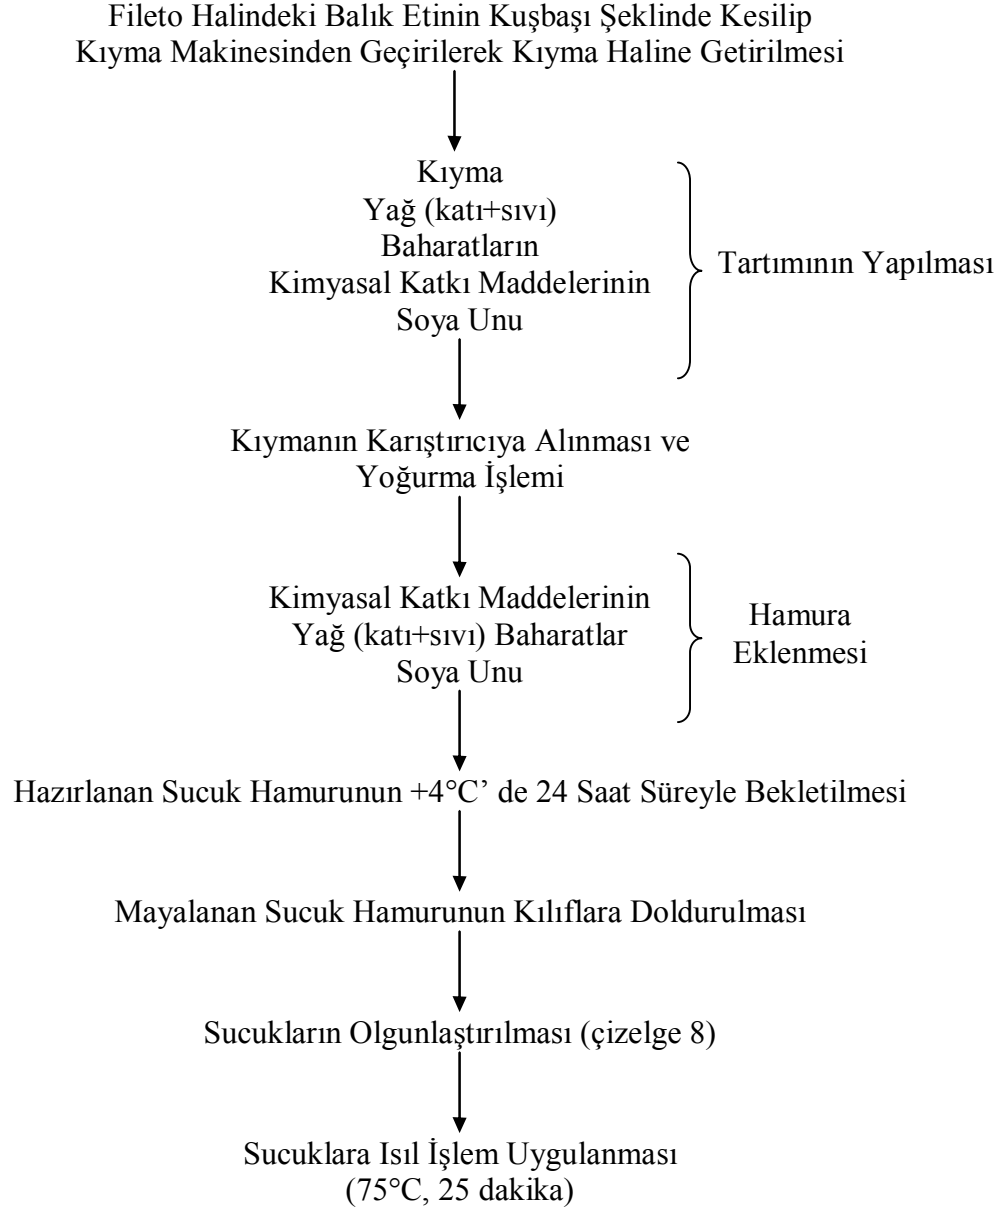 Fileto Halindeki Balık Etinin Kuşbaşı Şeklinde Kesilip
Kıyma Makinesinden Geçirilerek Kıyma Haline Getirilmesi
Kıyma
Yağ (katı+sıvı)
Baharatların
Kimyasal Katkı Maddelerinin
Soya Unu
Tartımının Yapılması
Kıymanın Karıştırıcıya Alınması ve
Yoğurma İşlemi
Kimyasal Katkı Maddelerinin
Yağ (katı+sıvı) Baharatlar
Soya Unu
Hamura
Eklenmesi
Hazırlanan Sucuk Hamurunun +4°C’ de 24 Saat Süreyle Bekletilmesi
Mayalanan Sucuk Hamurunun Kılıflara Doldurulması
Sucukların Olgunlaştırılması (çizelge 8)
Sucuklara Isıl İşlem Uygulanması
(75°C, 25 dakika)